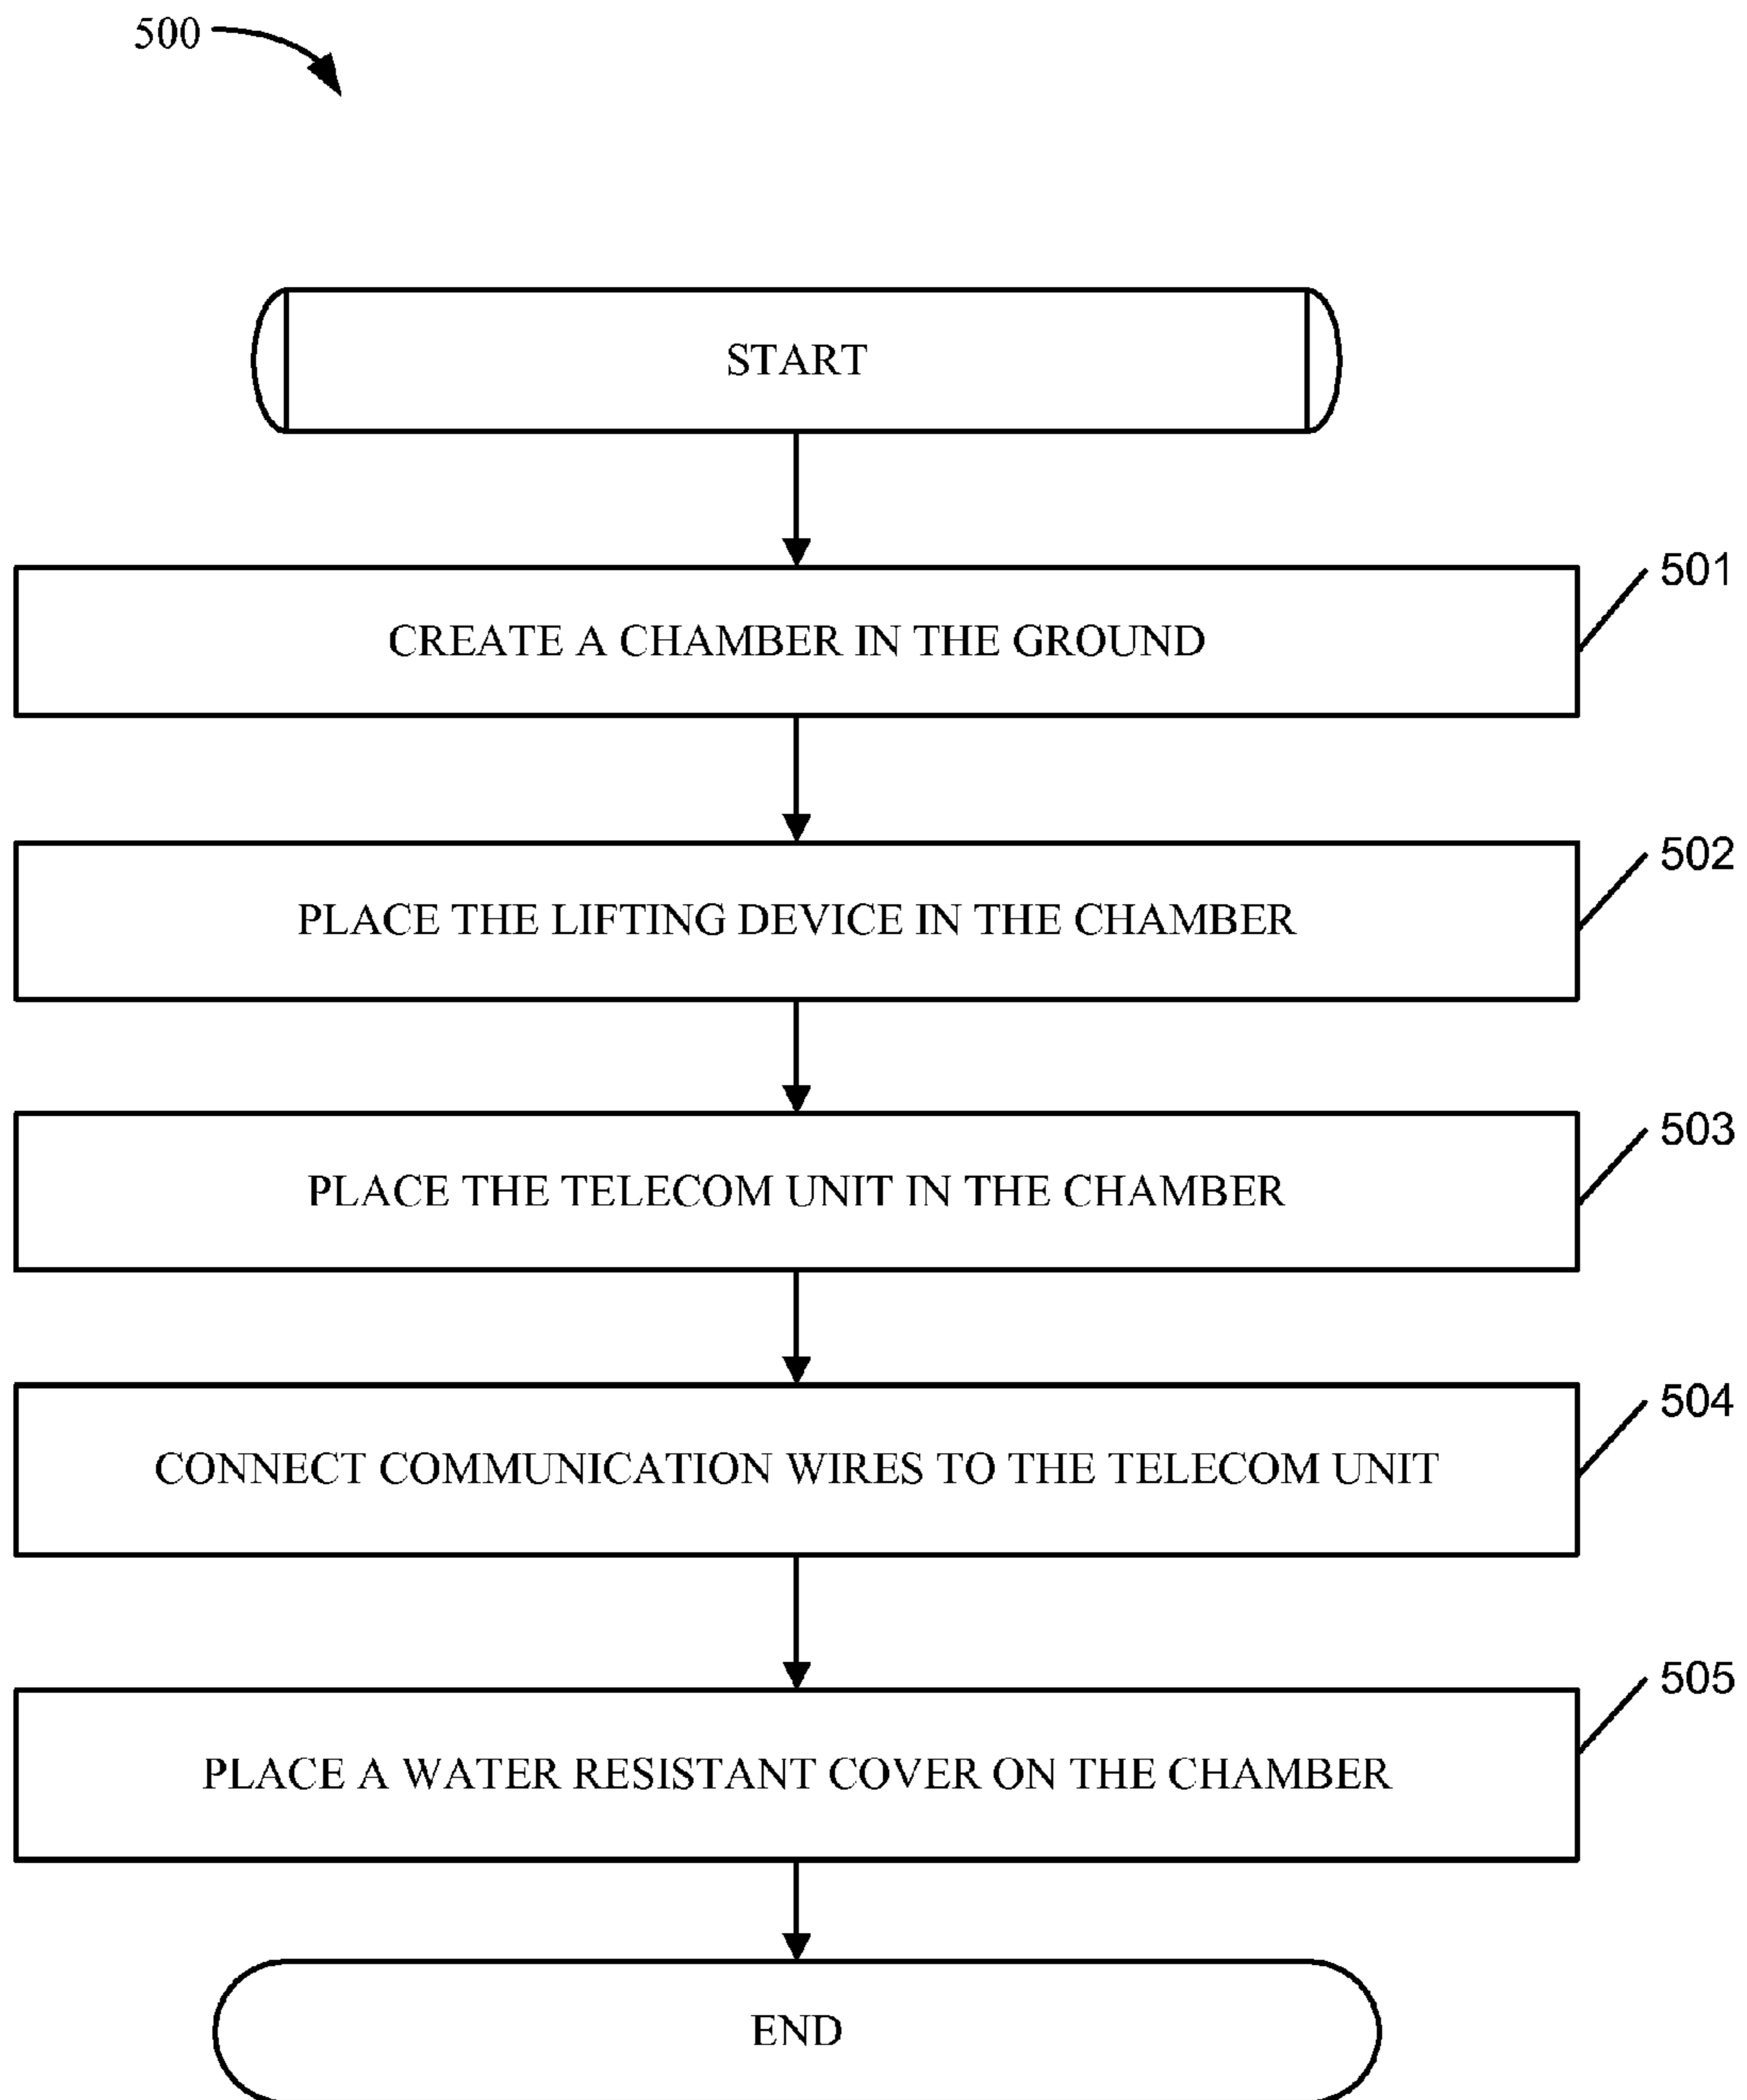 500
START
CREATE A CHAMBER IN THE GROUND
501
PLACE THE LIFTING DEVICE IN THE CHAMBER
502
PLACE THE TELECOM UNIT IN THE CHAMBER
503
CONNECT COMMUNICATION WIRES TO THE TELECOM UNIT
504
PLACE A WATER RESISTANT COVER ON THE CHAMBER
505
END